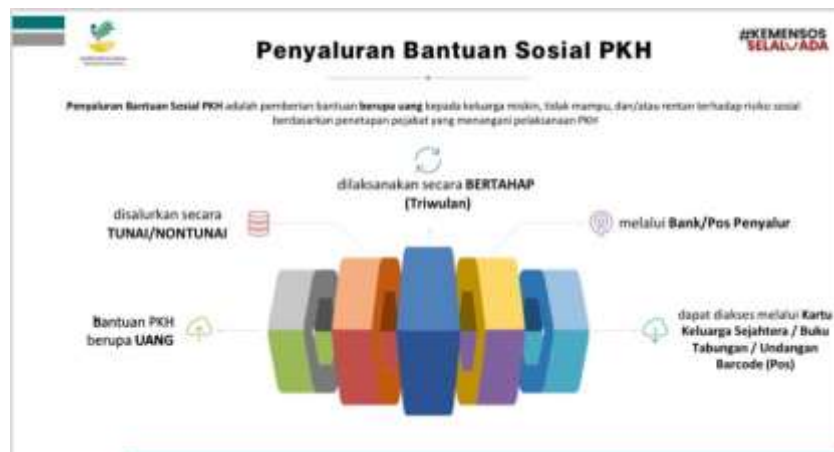 #KEMENSOS
SELALU ADA
Penyaluran Bantuan Sosial PKH
Penyaluran Bantuan Sosial PKH adalah pemberian bantuan berupa uang kepada keluarga miskin, tidak mampu, dan/atau rentan terhadap risiko sosial
berdasarkan penetapan pejabat yang menangani pelaksanaan PKH
dilaksanakan secara BERTAHAP
(Triwulan)
disalurkan secara
TUNAI/NONTUNAI
melalui Bank/Pos Penyalur
Bantuan PKH
berupa UANG
dapat diakses melalui Kartu
Keluarga Sejahtera / Buku
Tabungan / Undangan
Barcode (Pos)